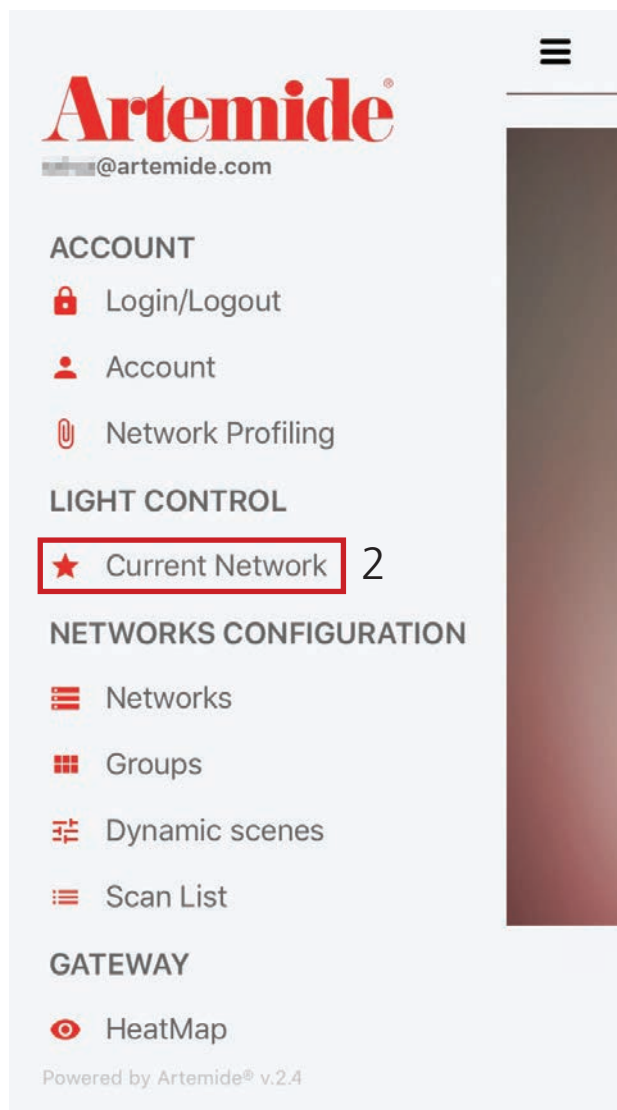 Artemide®
@artemide.com
ACCOUNT
Login/Logout
Account
Network Profiling
LIGHT CONTROL
Current Network 2
NETWORKS CONFIGURATION
Networks
Groups
Dynamic scenes
Scan List
GATEWAY
HeatMap
Powered by Artemide® v.2.4